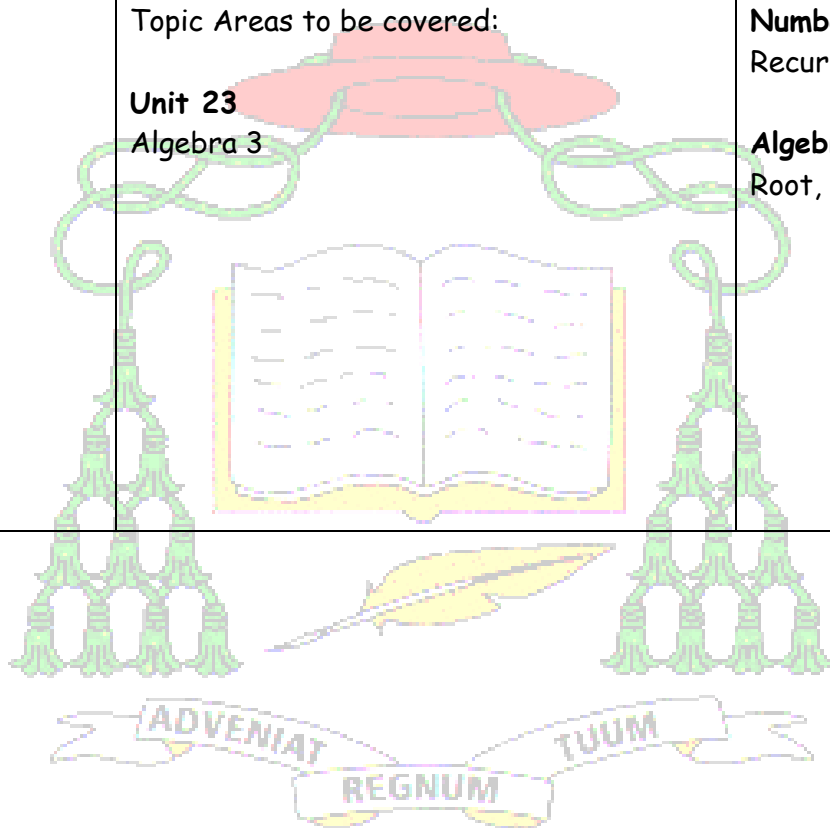 Topic Areas to be covered:
Unit 23
Algebra 3
Numb
Recur
Algeb
Root,
ADVENIAT
REGNUM
TUUM